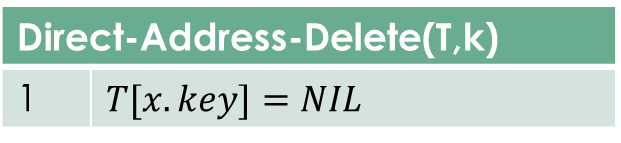 Direct-Address-Delete(T,k)
1 T[x.key] = NIL